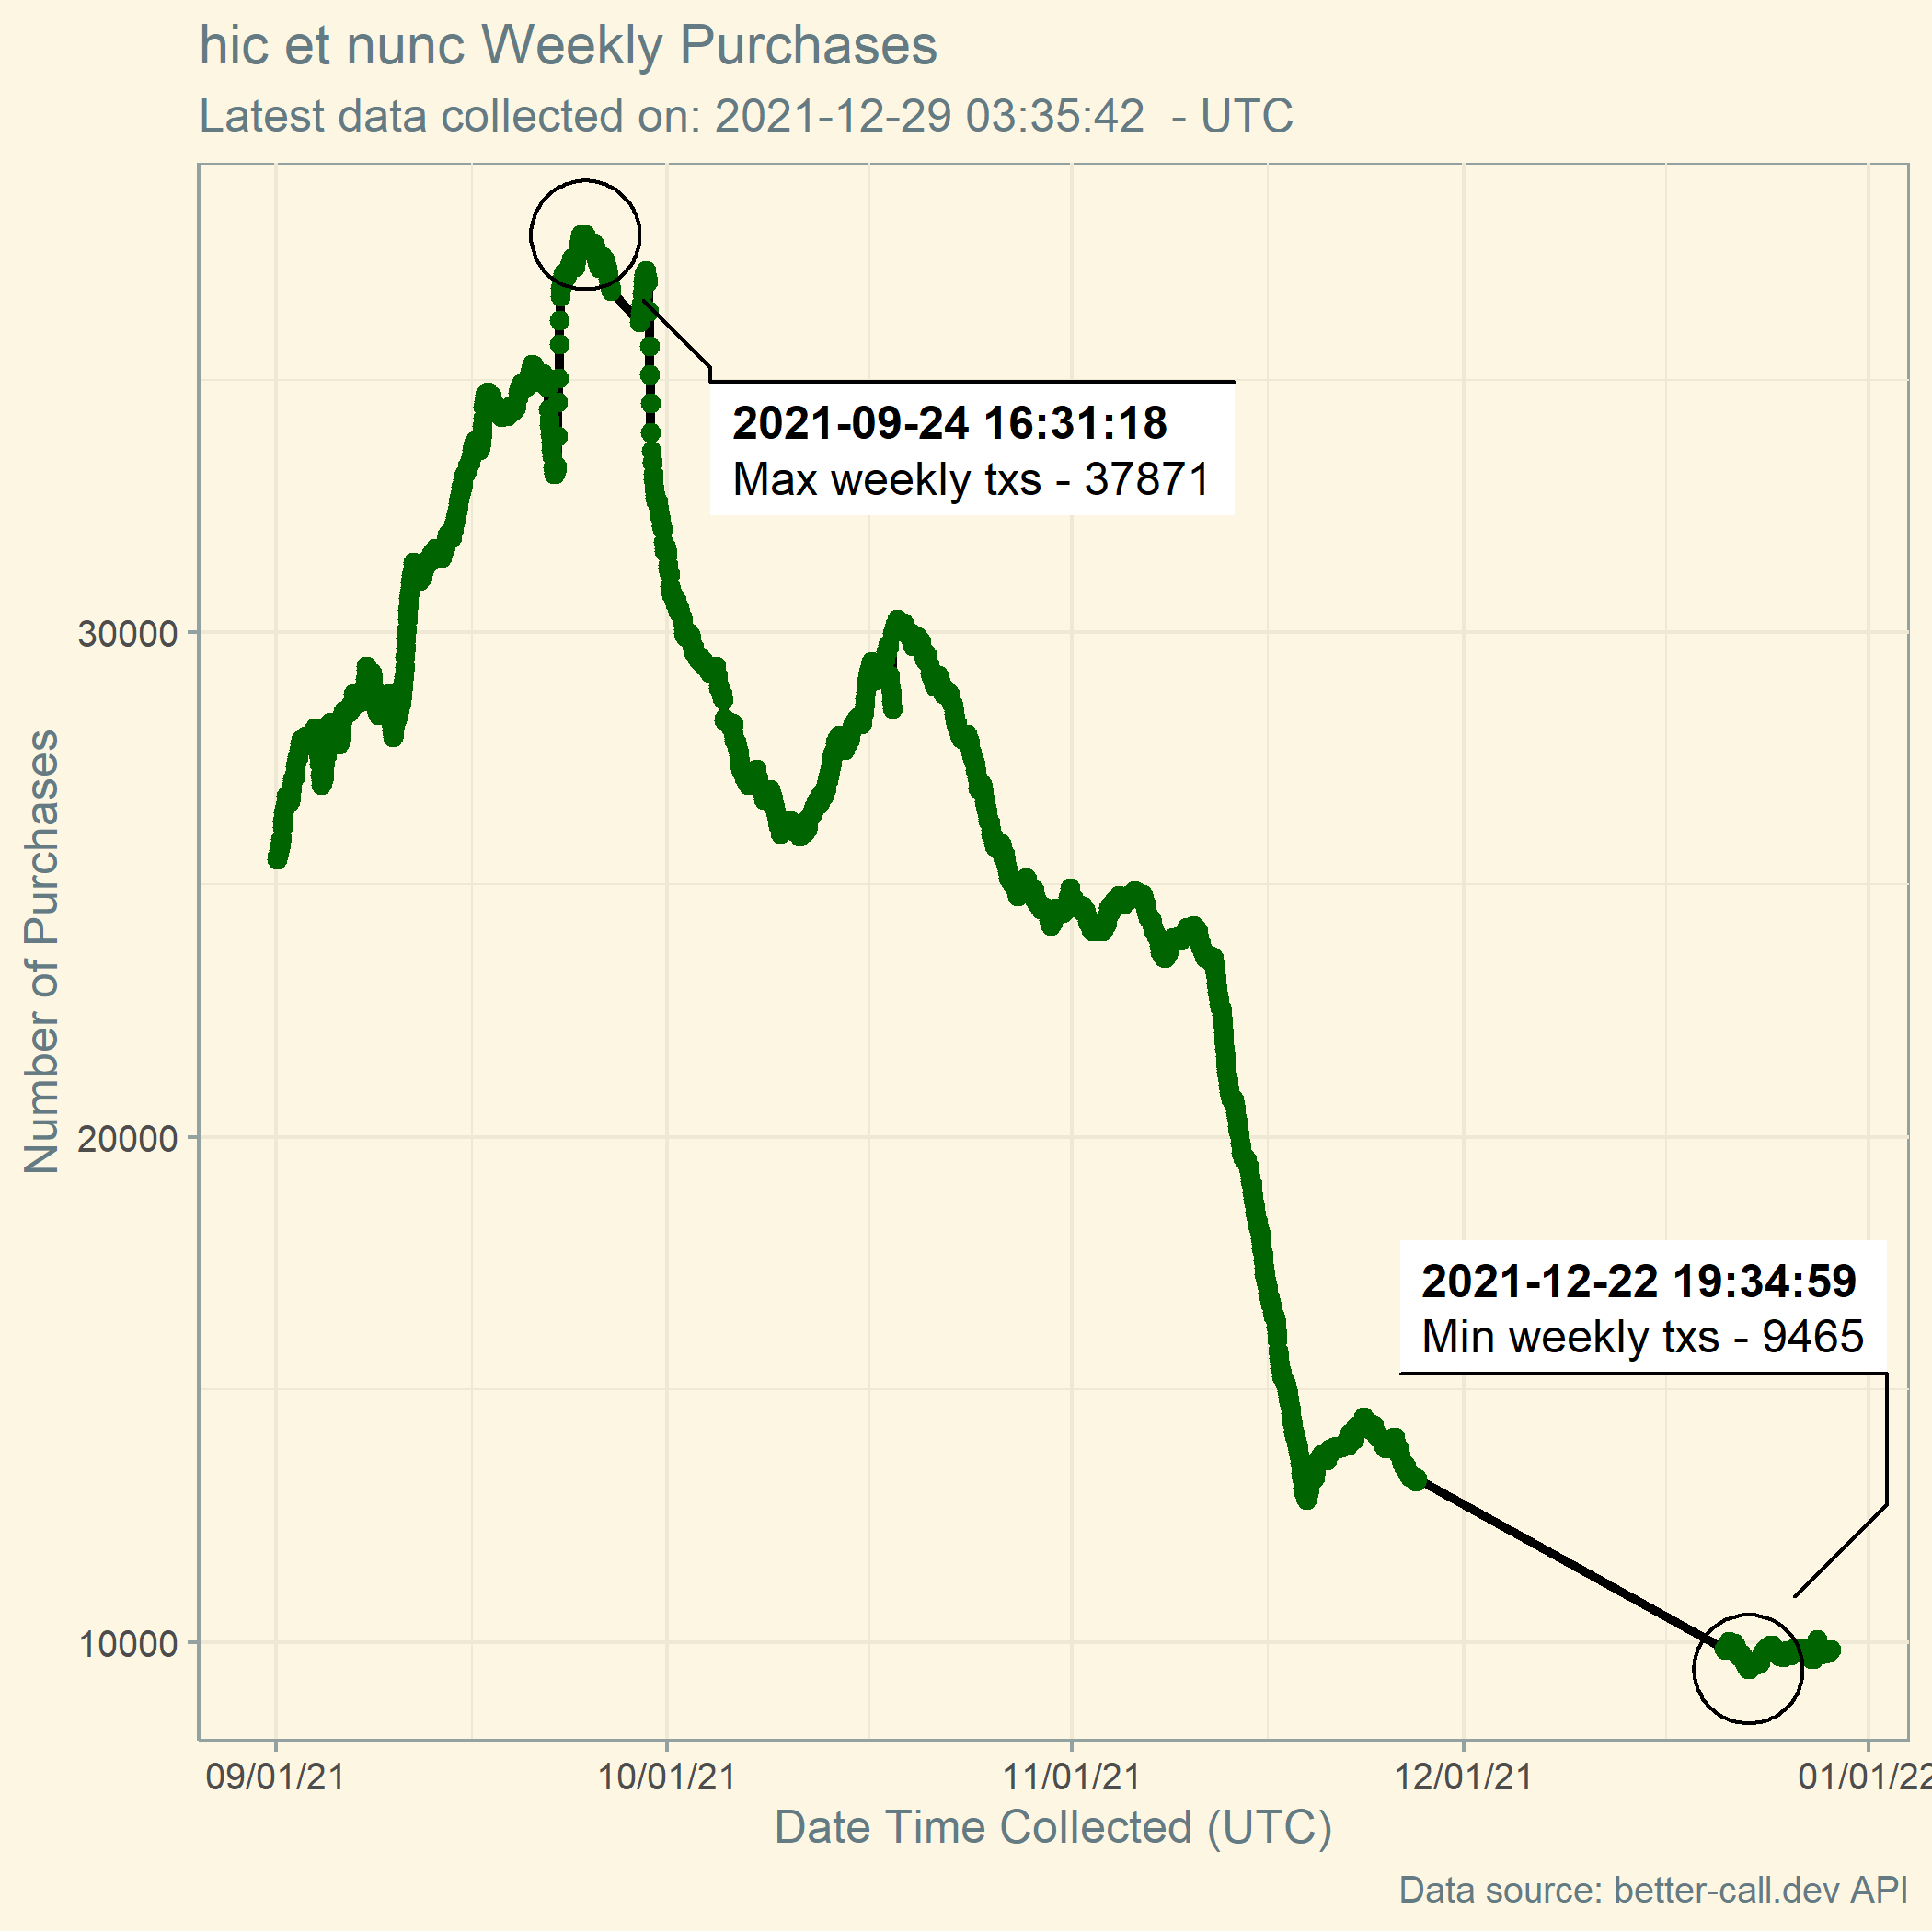 hic et nunc Weekly Purchases
Latest data collected on: 2021-12-29 03:35:42  - UTC
Number of Purchases
30000
20000
10000
2021-09-24 16:31:18
Max weekly txs - 37871
2021-12-22 19:34:59
Min weekly txs - 9465
09/01/21 10/01/21 11/01/21 12/01/21 01/01/22
Date Time Collected (UTC)
Data source: better-call.dev API